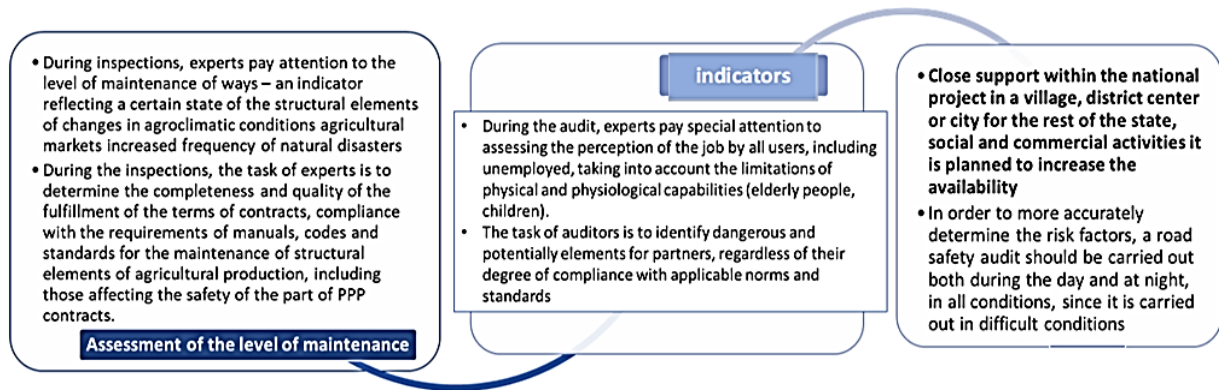 • During inspections, experts pay attention to the
level of maintenance of ways – an indicator
reflecting a certain state of the structural elements
of changes in agroclimatic conditions agricultural
markets increased frequency of natural disasters
• During the inspections, the task of experts is to
determine the completeness and quality of the
fulfillment of the terms of contracts, compliance
with the requirements of manuals, codes and
standards for the maintenance of structural
elements of agricultural production, including
those affecting the safety of the part of PPP
contracts.
Assessment of the level of maintenance
indicators
• During the audit, experts pay special attention to
assessing the perception of the job by all users, including
unemployed, taking into account the limitations of
physical and physiological capabilities (elderly people,
children).
• The task of auditors is to identify dangerous and
potentially elements for partners, regardless of their
degree of compliance with applicable norms and
standards
• Close support within the national
project in a village, district center
or city for the rest of the state,
social and commercial activities it
is planned to increase the
availability
• In order to more accurately
determine the risk factors, a road
safety audit should be carried out
both during the day and at night,
in all conditions, since it is carried
out in difficult conditions